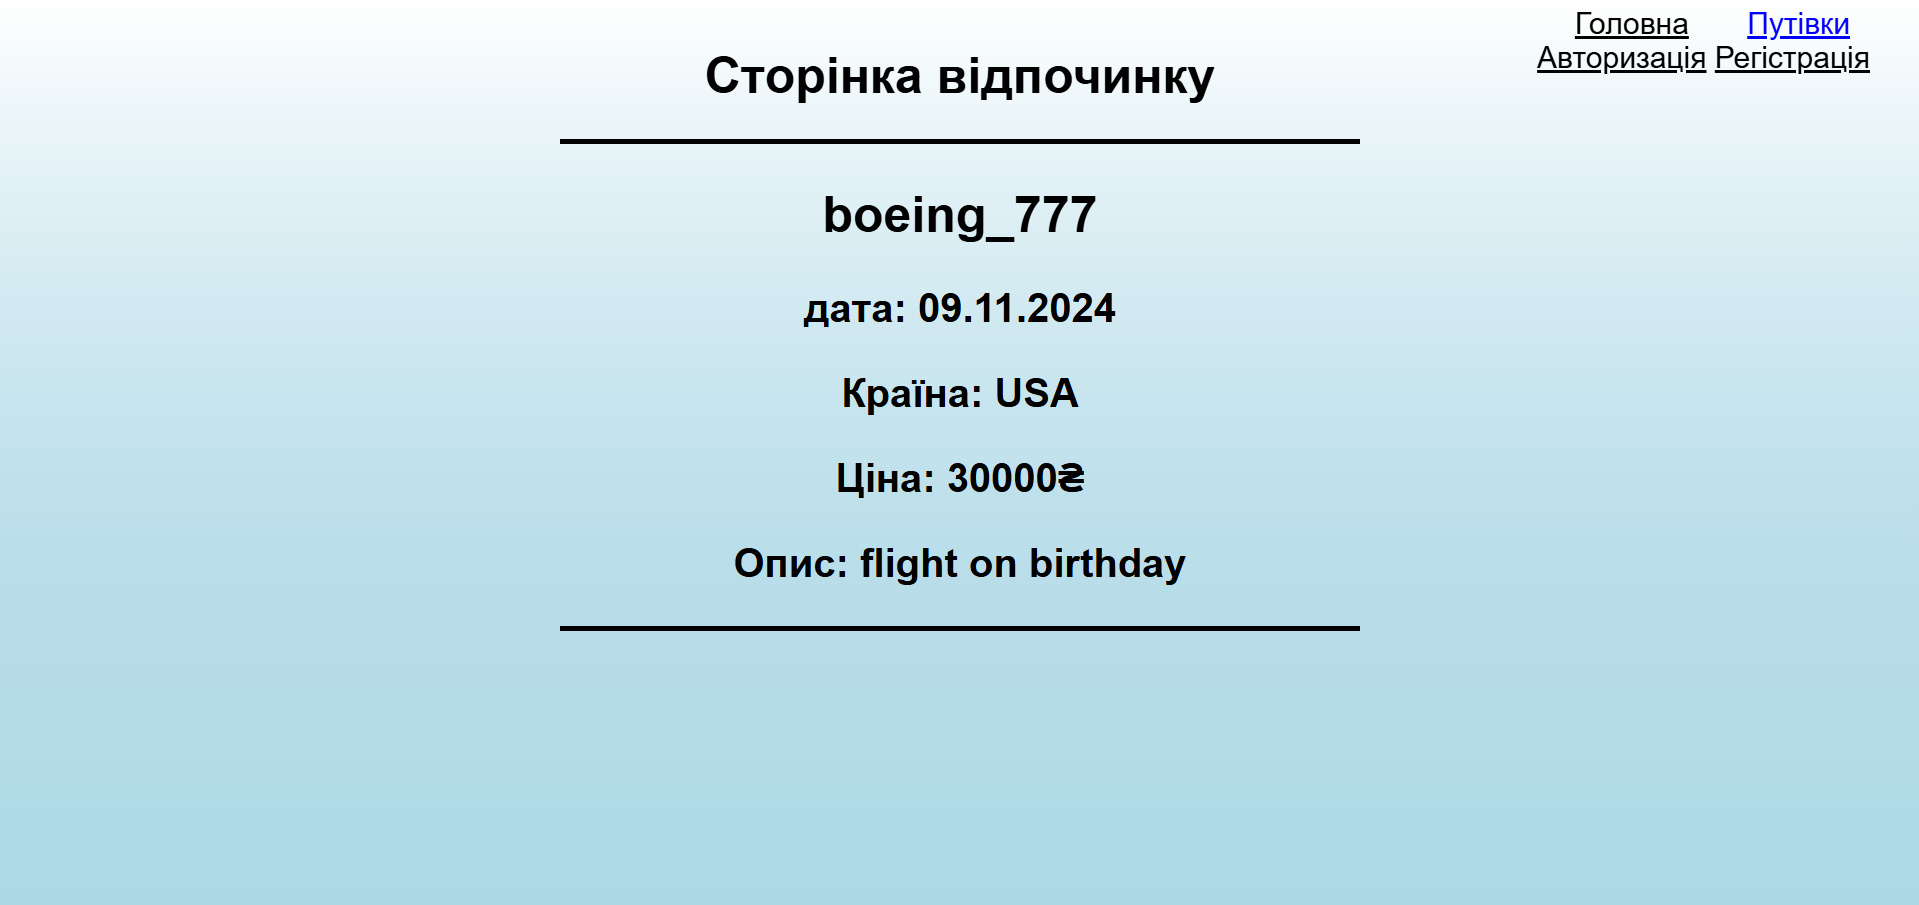 Головна Путівки
Авторизація Регістрація
Сторінка відпочинку
boeing_777
дата: 09.11.2024
Країна: USA
Ціна: 30000₴
Опис: flight on birthday